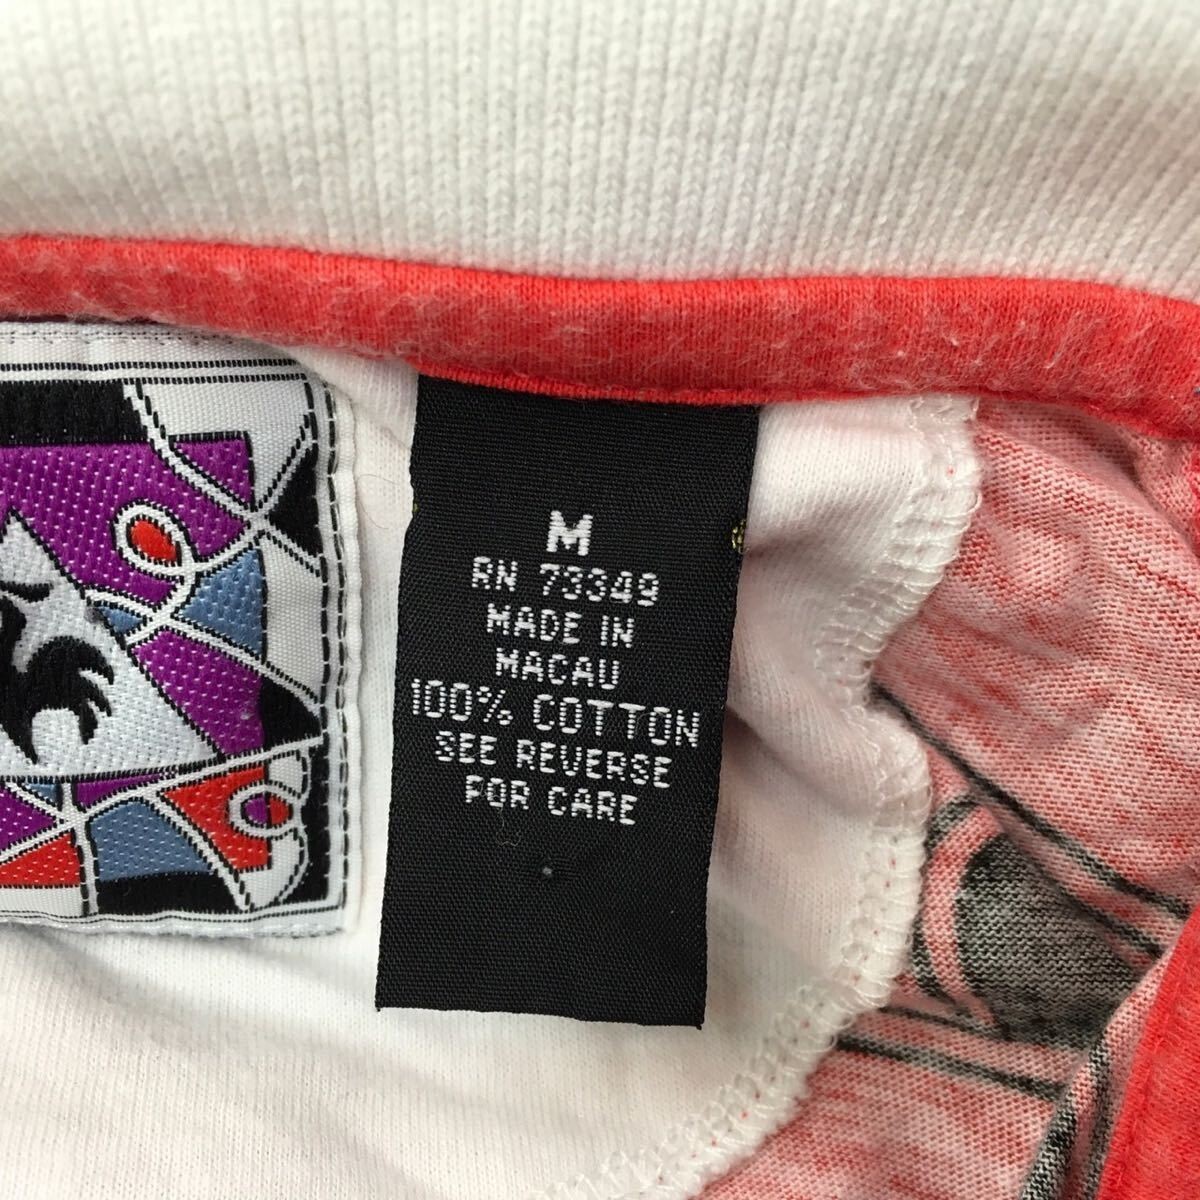 M
RN 73349
MADE IN
MACAU
100% COTTON
SEE REVERSE
FOR CARE